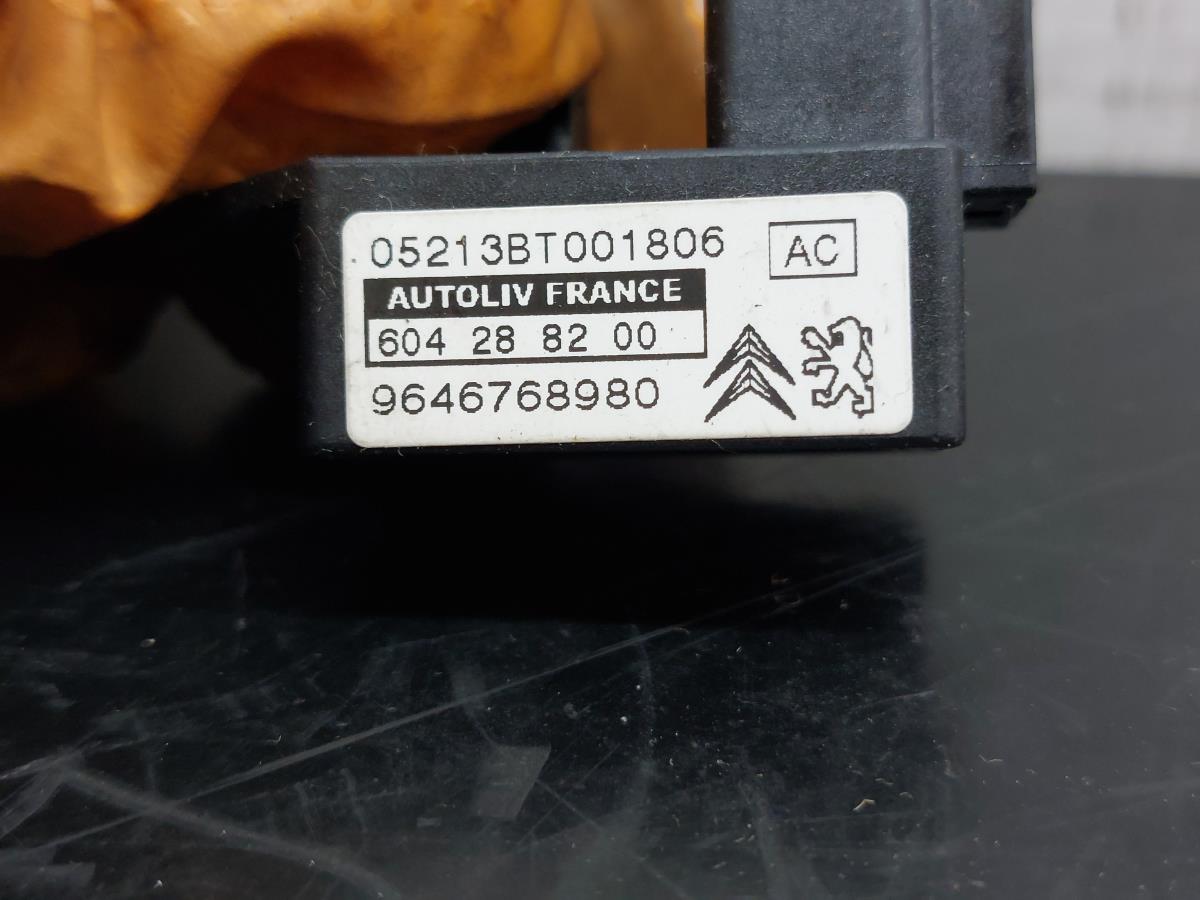 05213BT001806
AC
AUTOLIV FRANCE
604 28 82 00
9646768980